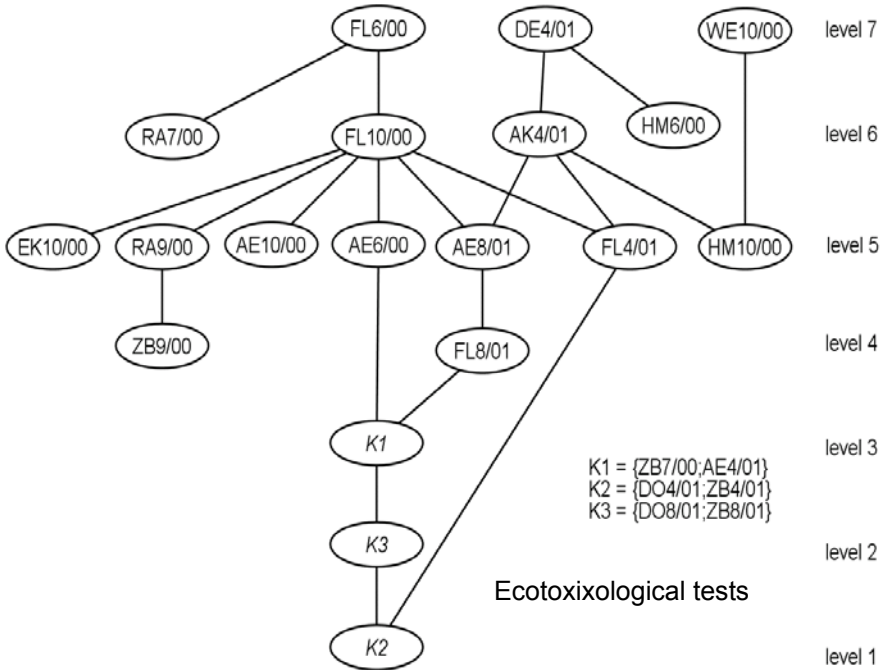 FL6/00 DE4/01 WE10/00 level 7
RA7/00 FL10/00 AK4/01 HM6/00 level 6
EK10/00 RA9/00 AE10/00 AE6/00 AE8/01 FL4/01 HM10/00 level 5
ZB9/00 FL8/01 level 4
K1 level 3
K1 = {ZB7/00;AE4/01}
K2 = {DO4/01;ZB4/01}
K3 = {DO8/01;ZB8/01}
K3 level 2
Ecotoxixological tests
K2 level 1